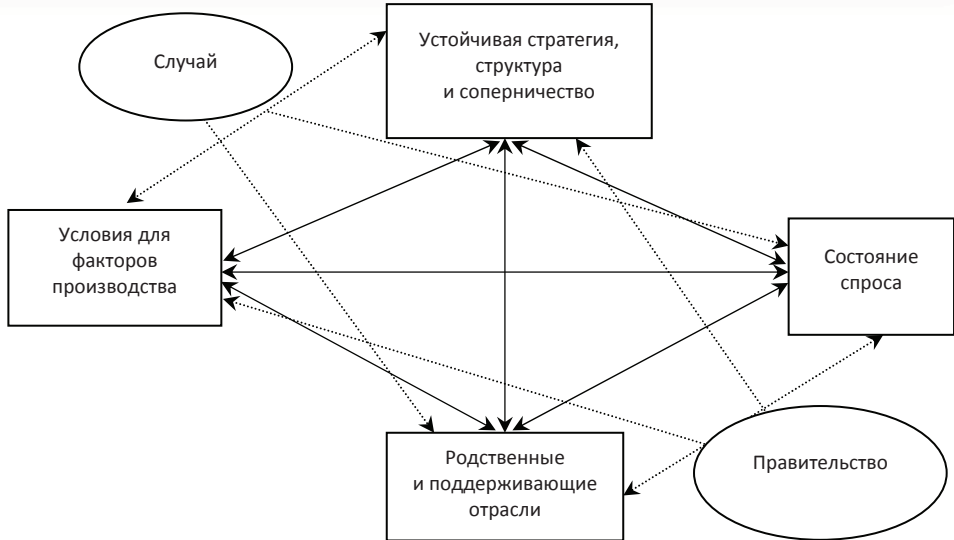 Случай
Устойчивая стратегия,
структура
и соперничество
Условия для
факторов
производства
Состояние
спроса
Родственные
и поддерживающие
отрасли
Правительство